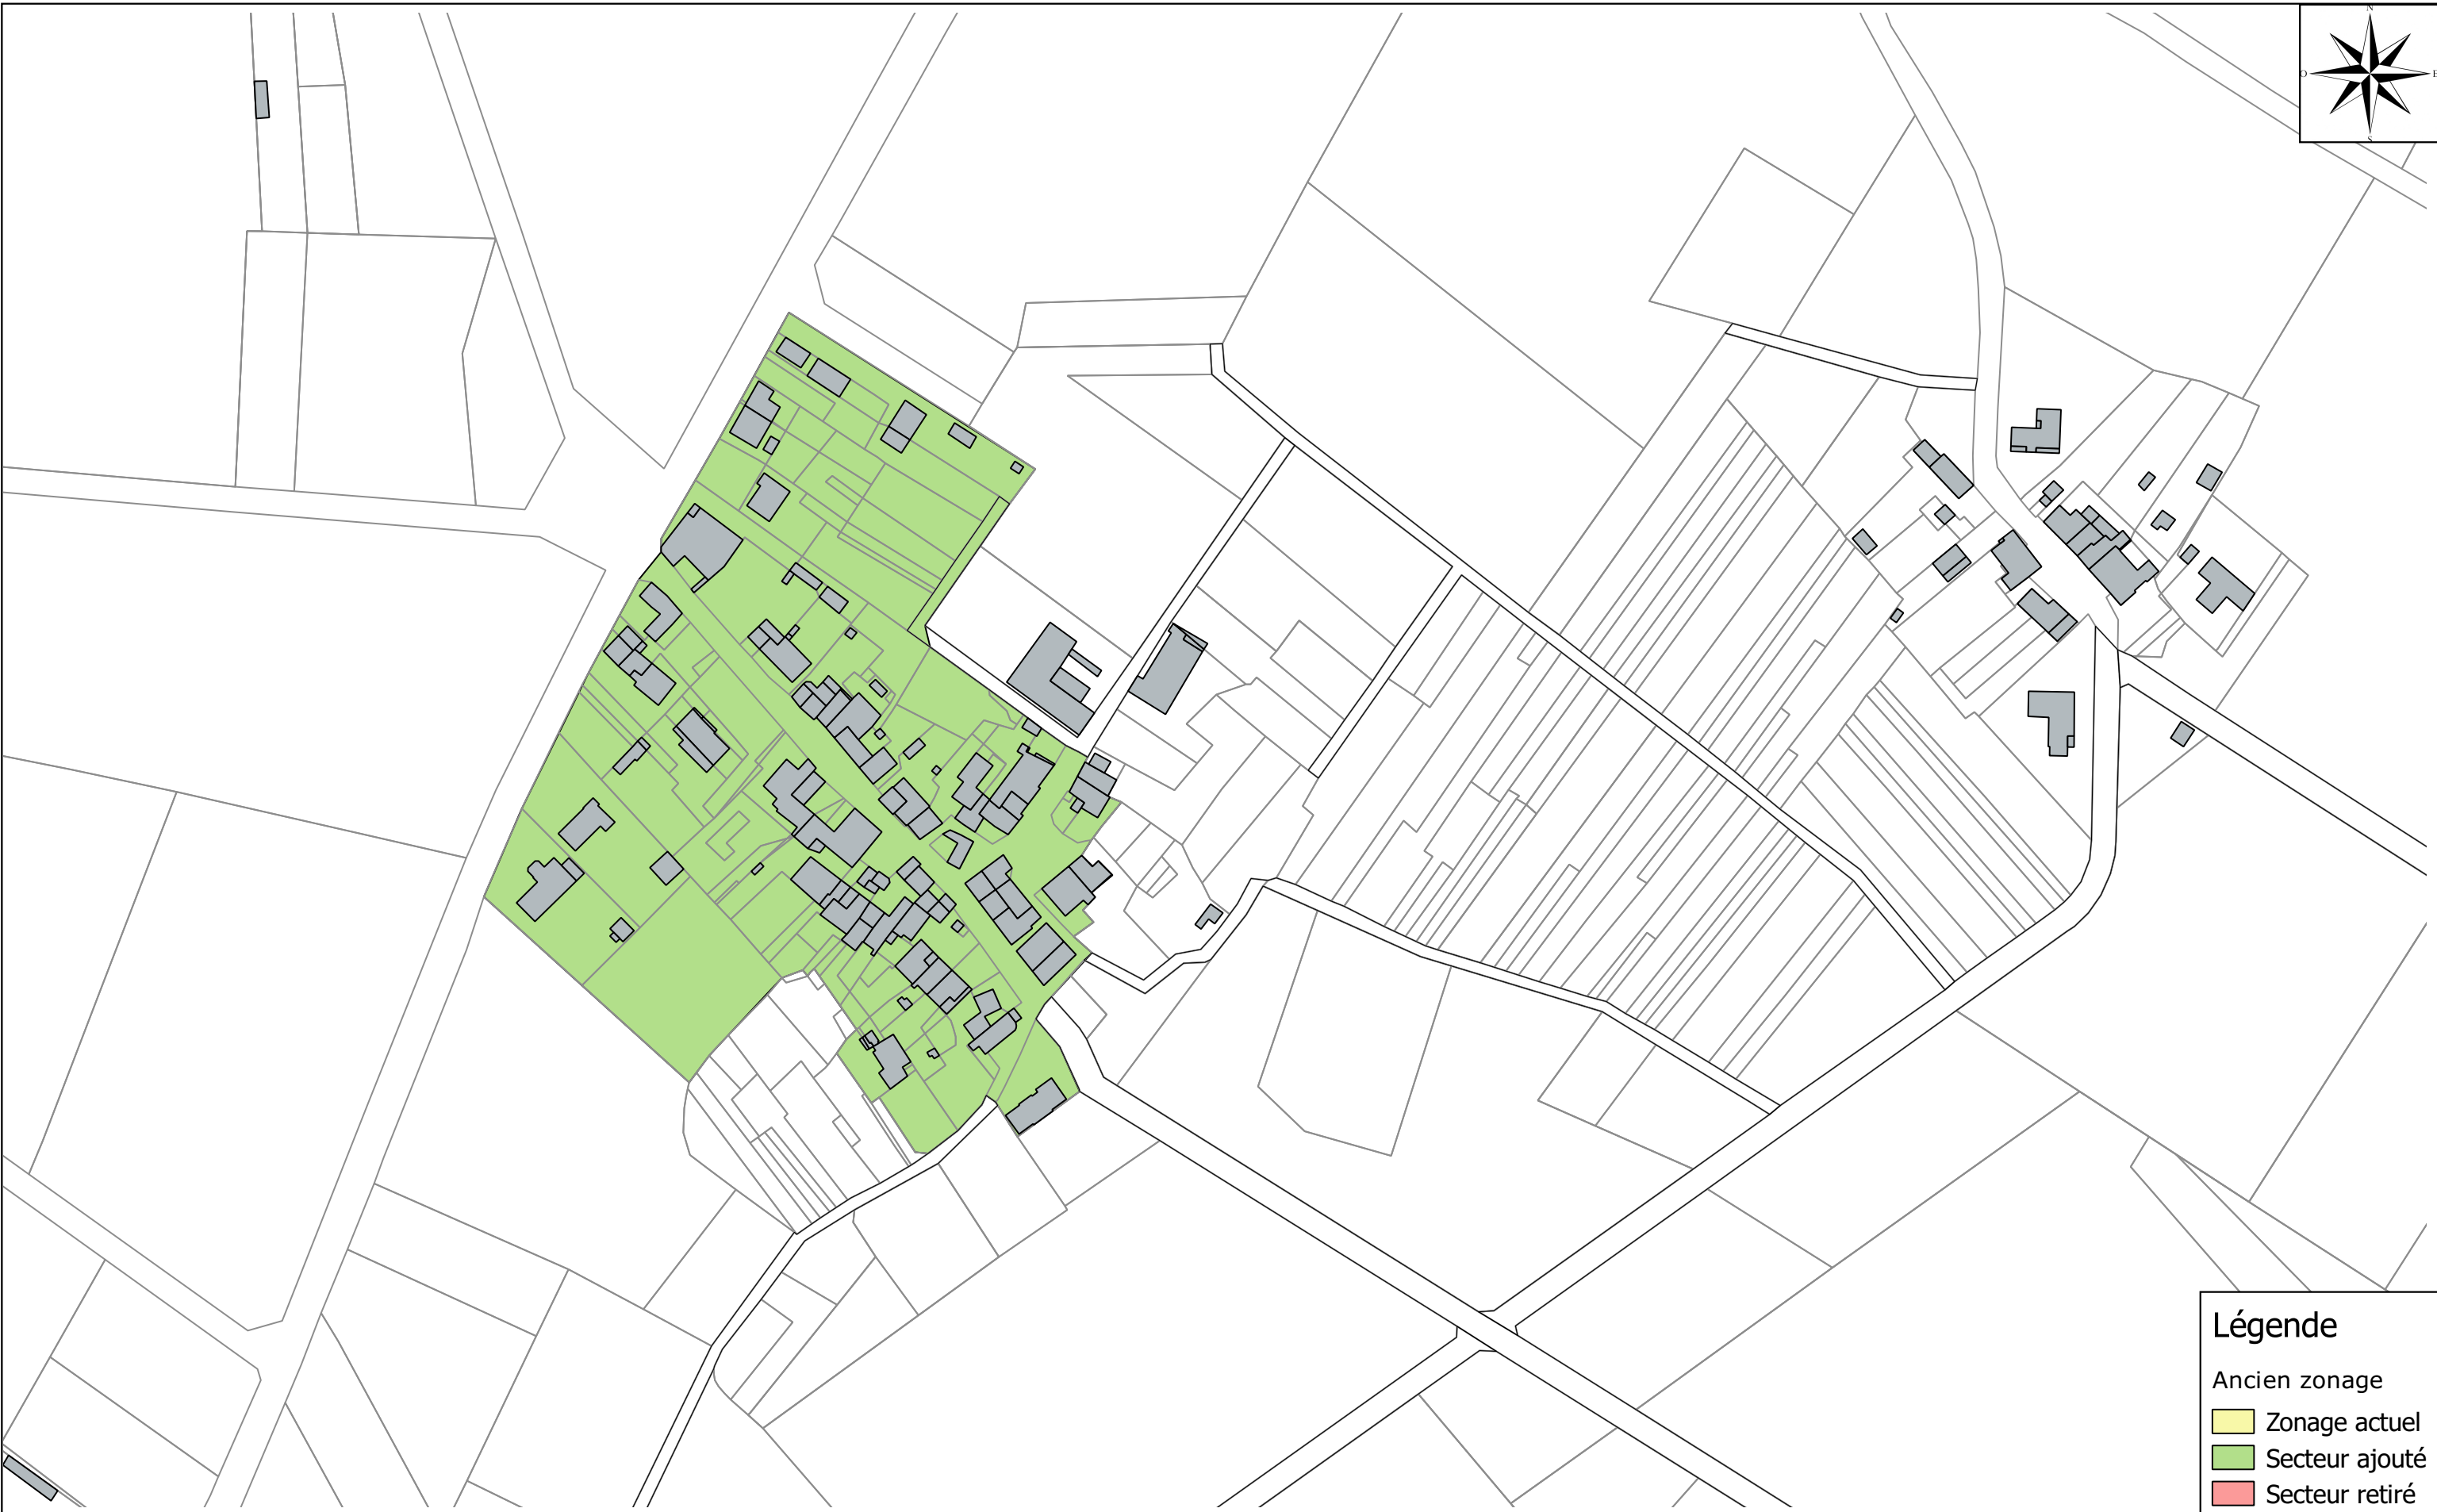 N
O
E
S
Légende
Ancien zonage
Zonage actuel
Secteur ajouté
Secteur retiré